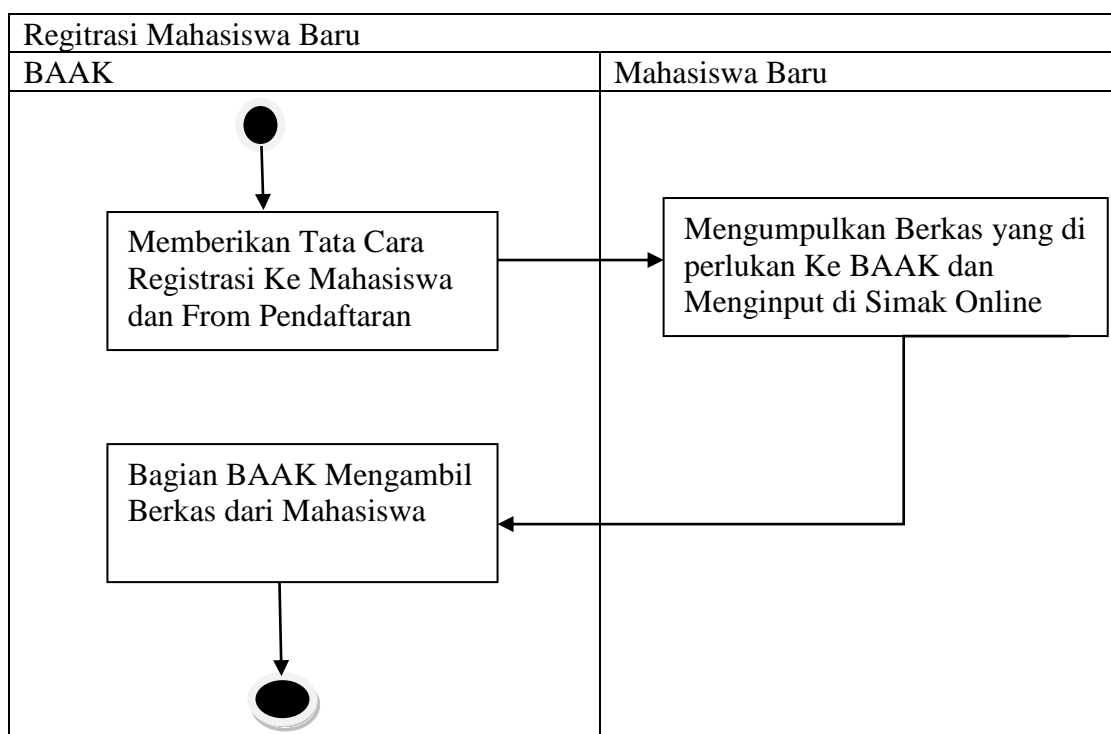 Regitrasi Mahasiswa Baru
BAAK
Mahasiswa Baru
Memberikan Tata Cara
Registrasi Ke Mahasiswa
dan From Pendaftaran
Mengumpulkan Berkas yang di
perlukan Ke BAAK dan
Menginput di Simak Online
Bagian BAAK Mengambil
Berkas dari Mahasiswa